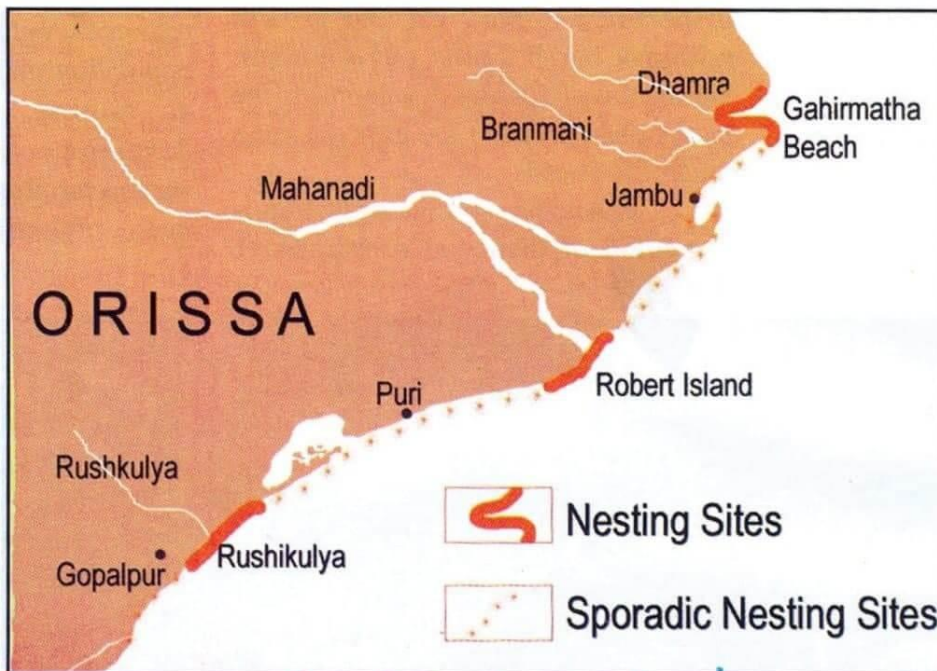 Dhamra
Gahirmatha
Beach
Branmani
Mahanadi
Jambu
ORISSA
Robert Island
Puri
Rushkulya
Nesting Sites
Rushikulya
Gopalpur
Sporadic Nesting Sites